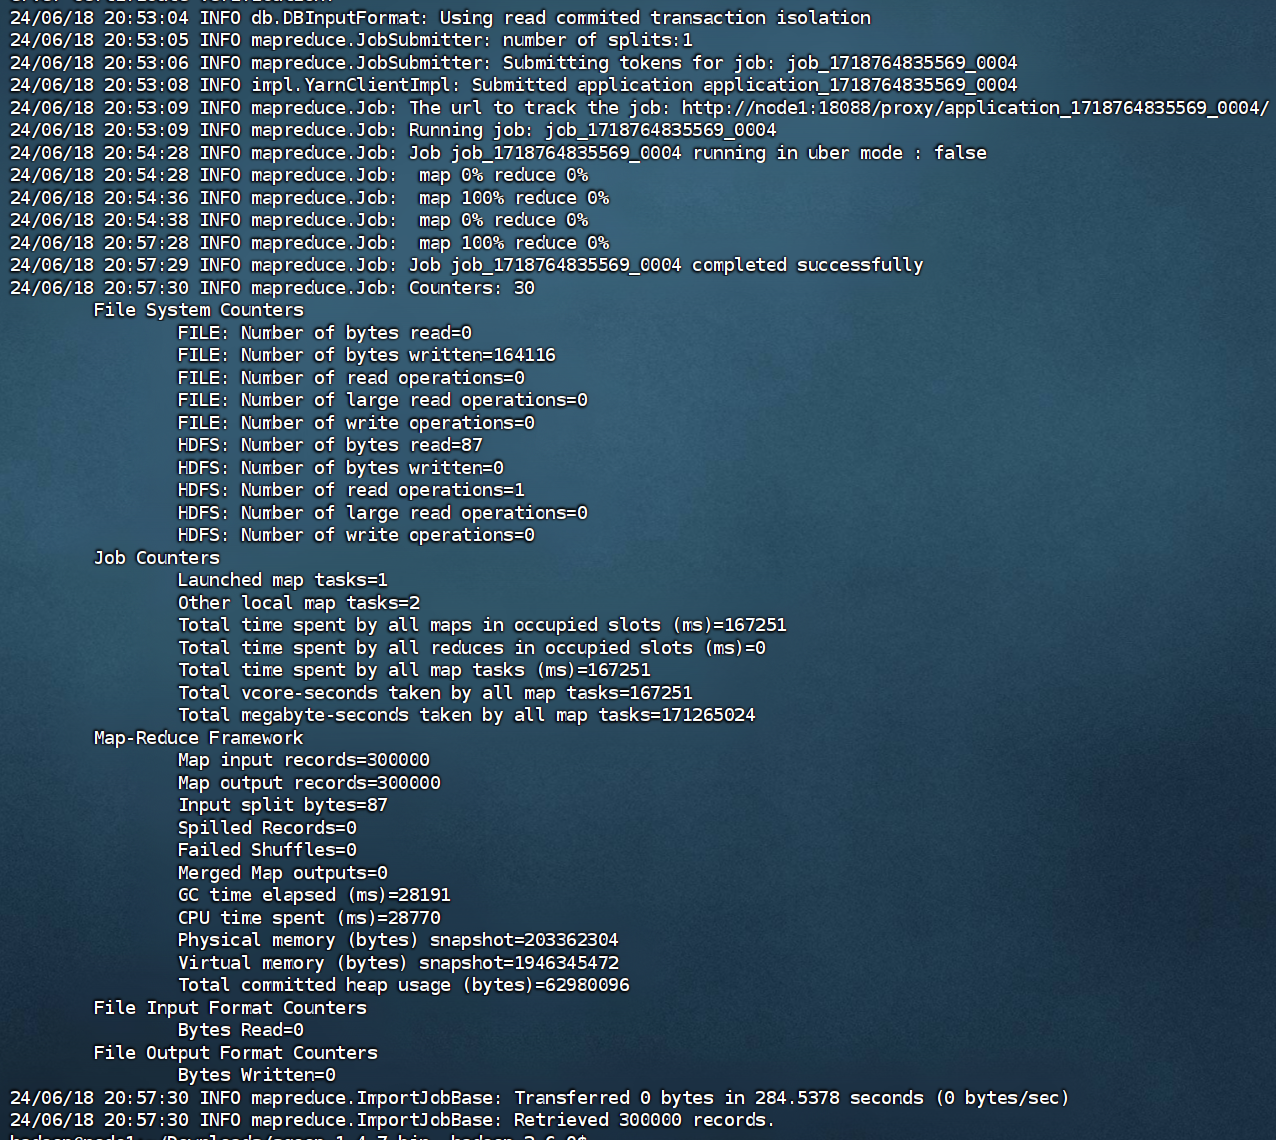 24/06/18 20:53:04 INFO db.DBInputFormat: Using read commited transaction isolation
24/06/18 20:53:05 INFO mapreduce.JobSubmitter: number of splits:1
24/06/18 20:53:06 INFO mapreduce.JobSubmitter: Submitting tokens for job: job_1718764835569_0004
24/06/18 20:53:08 INFO impl.YarnClientImpl: Submitted application application_1718764835569_0004
24/06/18 20:53:09 INFO mapreduce.Job: The url to track the job: http://node1:18088/proxy/application_1718764835569_0004/
24/06/18 20:53:09 INFO mapreduce.Job: Running job: job_1718764835569_0004
24/06/18 20:54:28 INFO mapreduce.Job: Job job_1718764835569_0004 running in uber mode : false
24/06/18 20:54:28 INFO mapreduce.Job:  map 0% reduce 0%
24/06/18 20:54:36 INFO mapreduce.Job:  map 100% reduce 0%
24/06/18 20:54:38 INFO mapreduce.Job:  map 0% reduce 0%
24/06/18 20:57:28 INFO mapreduce.Job:  map 100% reduce 0%
24/06/18 20:57:29 INFO mapreduce.Job: Job job_1718764835569_0004 completed successfully
24/06/18 20:57:30 INFO mapreduce.Job: Counters: 30
File System Counters
FILE: Number of bytes read=0
FILE: Number of bytes written=164116
FILE: Number of read operations=0
FILE: Number of large read operations=0
FILE: Number of write operations=0
HDFS: Number of bytes read=87
HDFS: Number of bytes written=0
HDFS: Number of read operations=1
HDFS: Number of large read operations=0
HDFS: Number of write operations=0
Job Counters
Launched map tasks=1
Other local map tasks=2
Total time spent by all maps in occupied slots (ms)=167251
Total time spent by all reduces in occupied slots (ms)=0
Total time spent by all map tasks (ms)=167251
Total vcore-seconds taken by all map tasks=167251
Total megabyte-seconds taken by all map tasks=171265024
Map-Reduce Framework
Map input records=300000
Map output records=300000
Input split bytes=87
Spilled Records=0
Failed Shuffles=0
Merged Map outputs=0
GC time elapsed (ms)=28191
CPU time spent (ms)=28770
Physical memory (bytes) snapshot=203362304
Virtual memory (bytes) snapshot=1946345472
Total committed heap usage (bytes)=62980096
File Input Format Counters
Bytes Read=0
File Output Format Counters
Bytes Written=0
24/06/18 20:57:30 INFO mapreduce.ImportJobBase: Transferred 0 bytes in 284.5378 seconds (0 bytes/sec)
24/06/18 20:57:30 INFO mapreduce.ImportJobBase: Retrieved 300000 records.